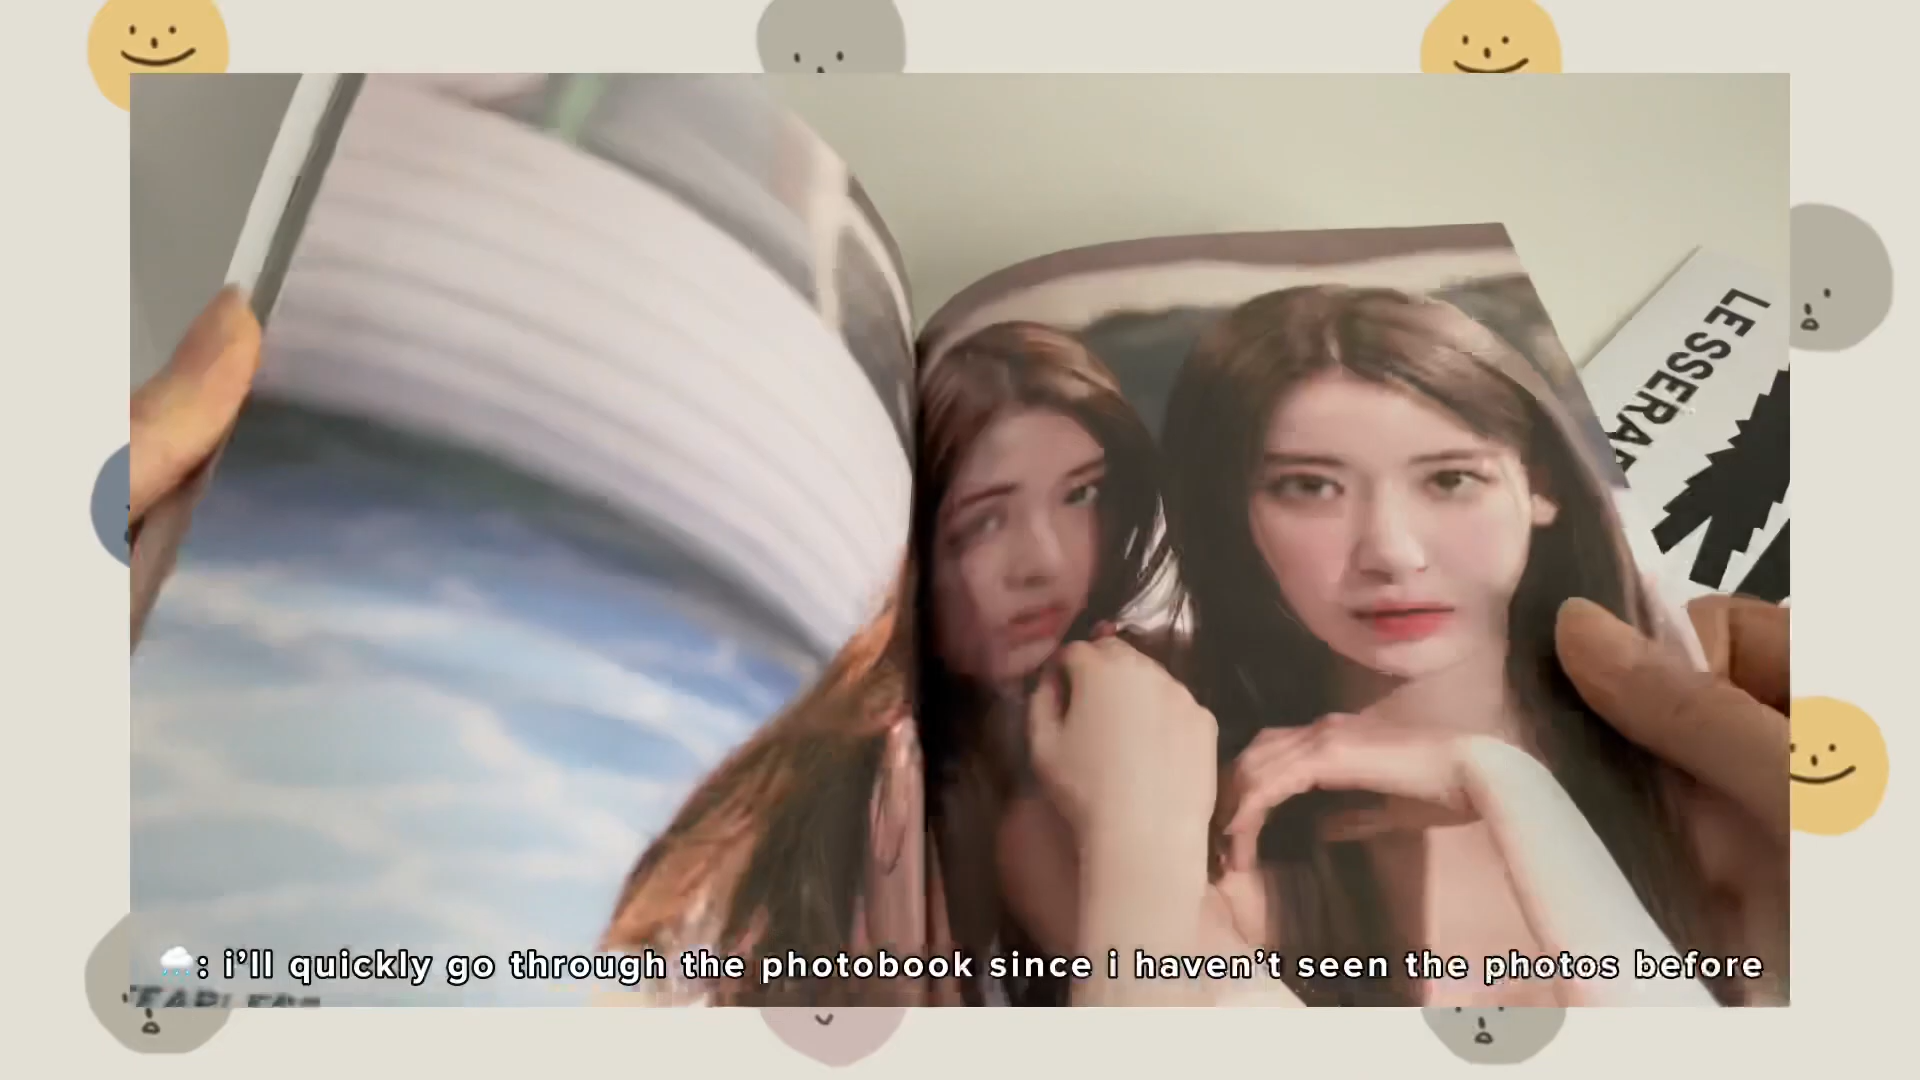 LE SSERAF
🌧️: i'll quickly go through the photobook since i haven't seen the photos before